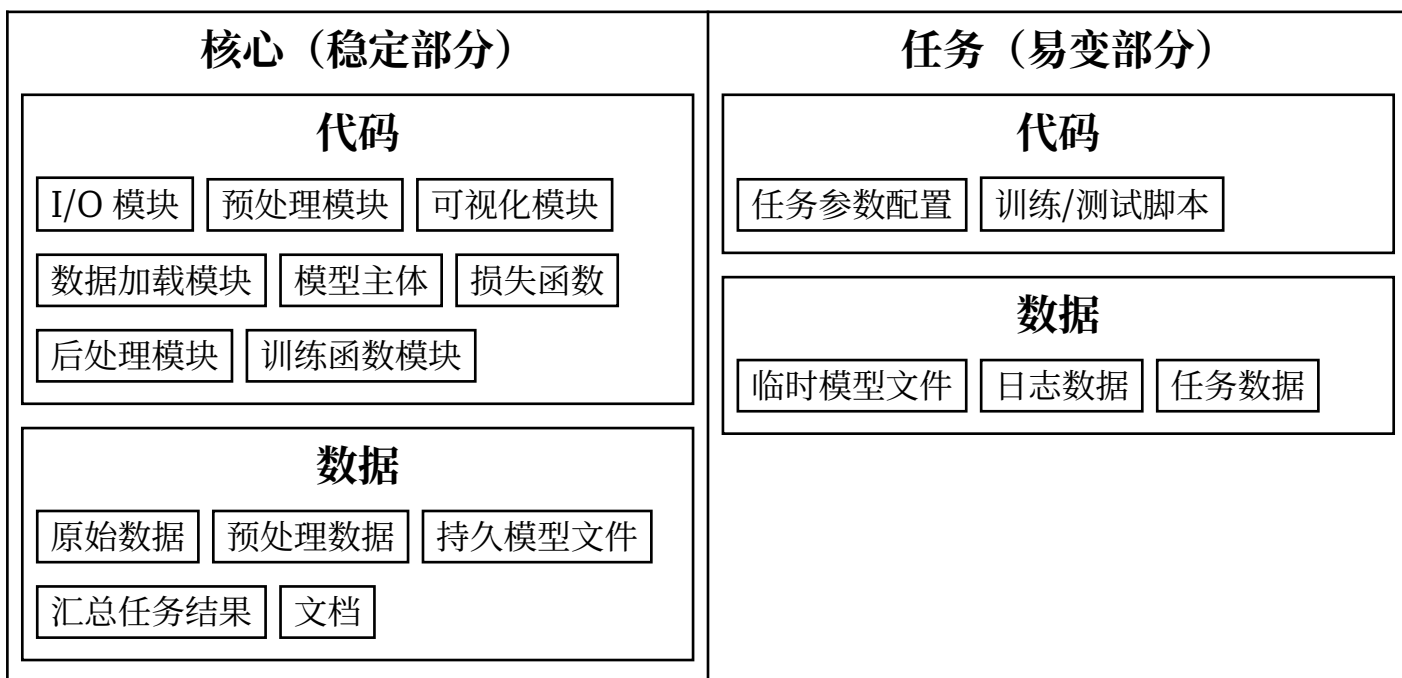 核心（稳定部分）
代码
I/O 模块 预处理模块 可视化模块
数据加载模块 模型主体 损失函数
后处理模块 训练函数模块
数据
原始数据 预处理数据 持久模型文件
汇总任务结果 文档
任务（易变部分）
代码
任务参数配置 训练/测试脚本
数据
临时模型文件 日志数据 任务数据